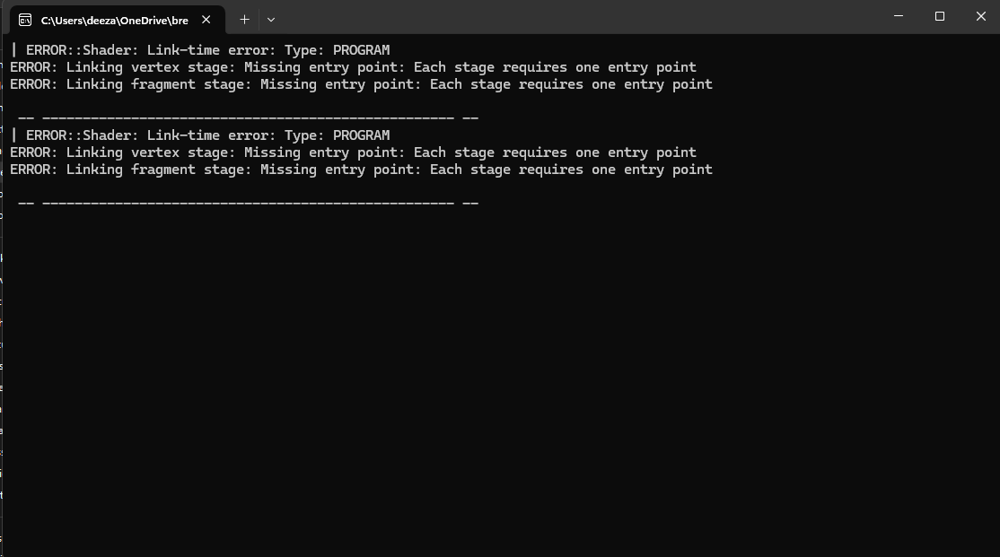 C:\Users\deeza\OneDrive\bre
| ERROR::Shader: Link-time error: Type: PROGRAM
ERROR: Linking vertex stage: Missing entry point: Each stage requires one entry point
ERROR: Linking fragment stage: Missing entry point: Each stage requires one entry point
-- --------------------------------------------------- --
| ERROR::Shader: Link-time error: Type: PROGRAM
ERROR: Linking vertex stage: Missing entry point: Each stage requires one entry point
ERROR: Linking fragment stage: Missing entry point: Each stage requires one entry point
-- --------------------------------------------------- --